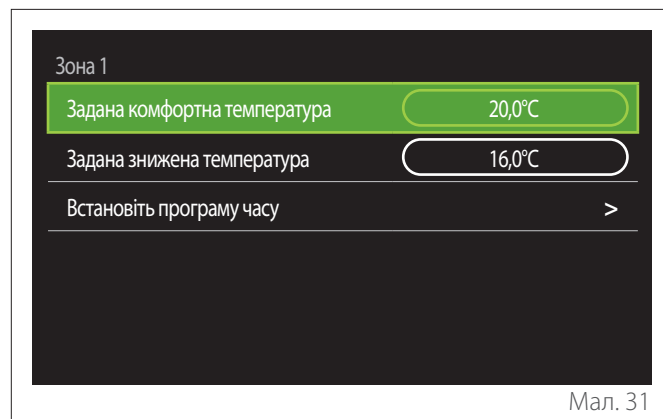 Зона 1
Задана комфортна температура 20,0°C
Задана знижена температура 16,0°C
Встановіть програму часу >
Мал. 31